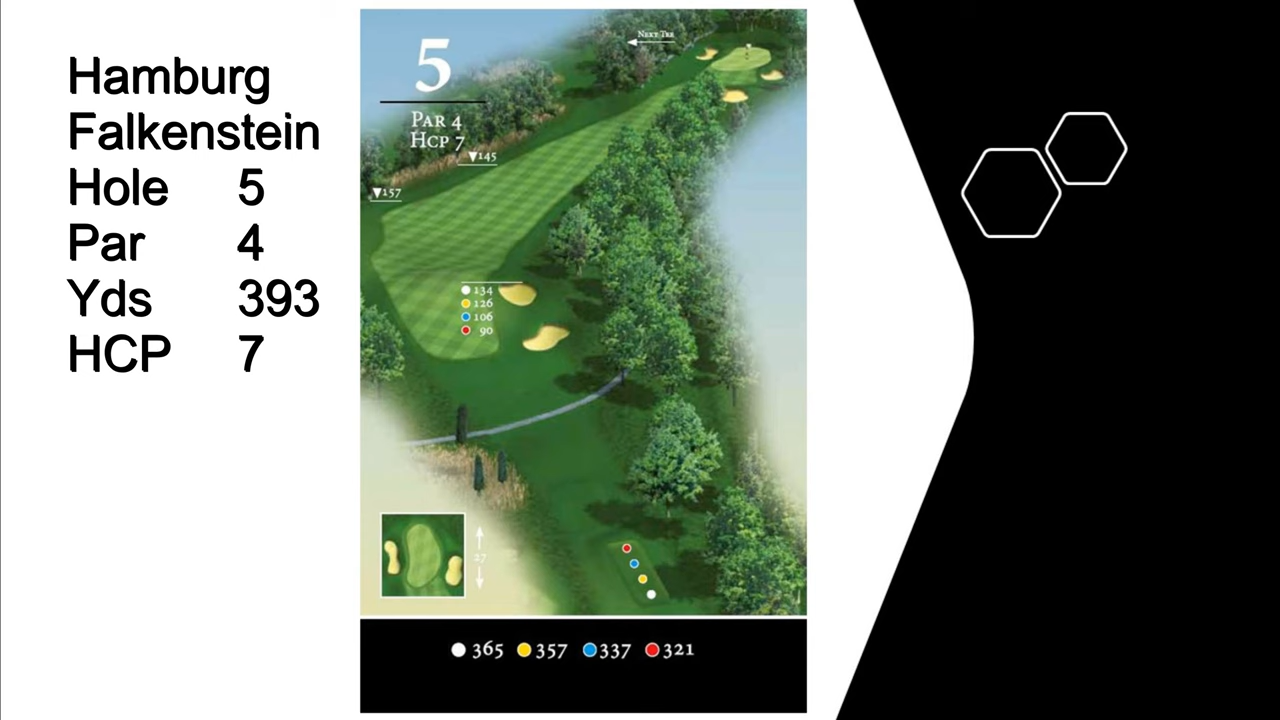 Hamburg
Falkenstein
Hole 5
Par 4
Yds 393
HCP 7
5
PAR 4
HCP 7
NEXT TEE
▼145
▼157
134
126
106
90
27
365 357 337 321